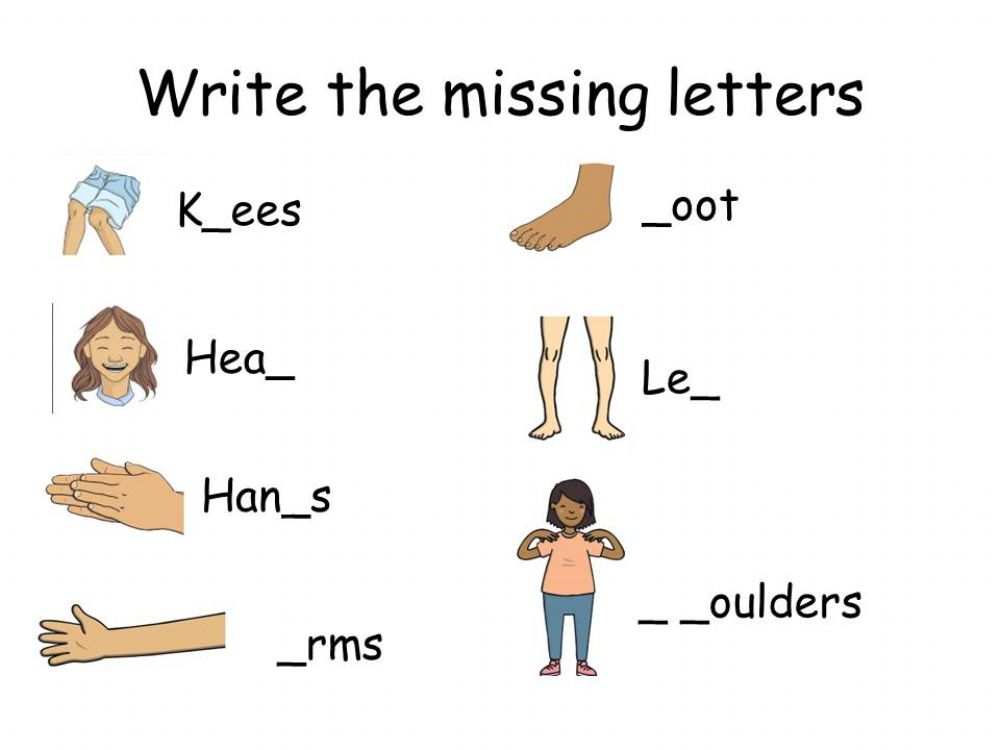 Write the missing letters
K_ees
_oot
Hea_
Le_
Han_s
_ _oulders
_rms